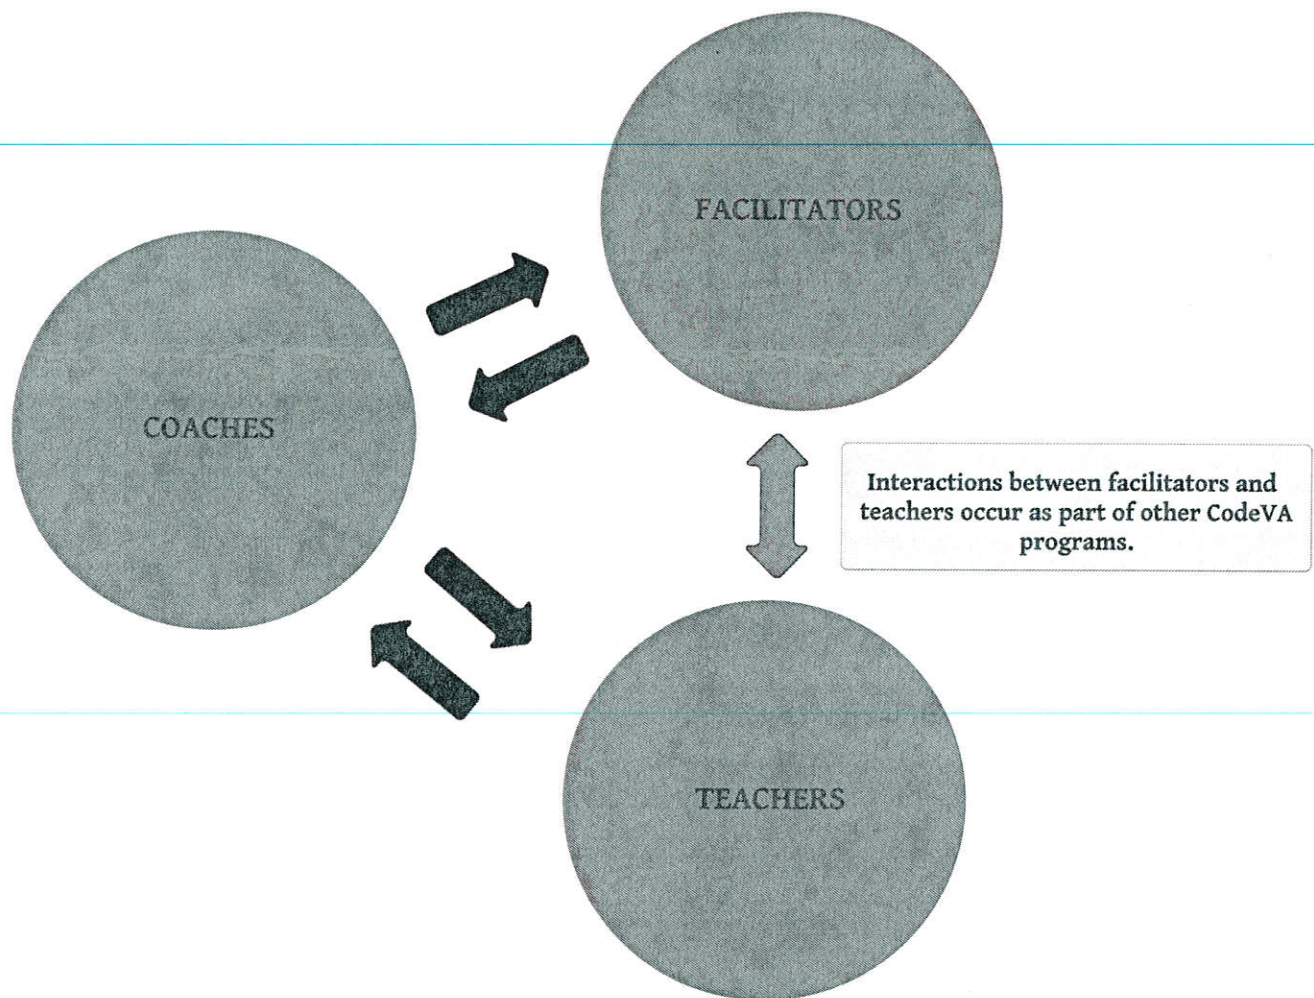 FACILITATORS
COACHES
Interactions between facilitators and
teachers occur as part of other CodeVA
programs.
TEACHERS